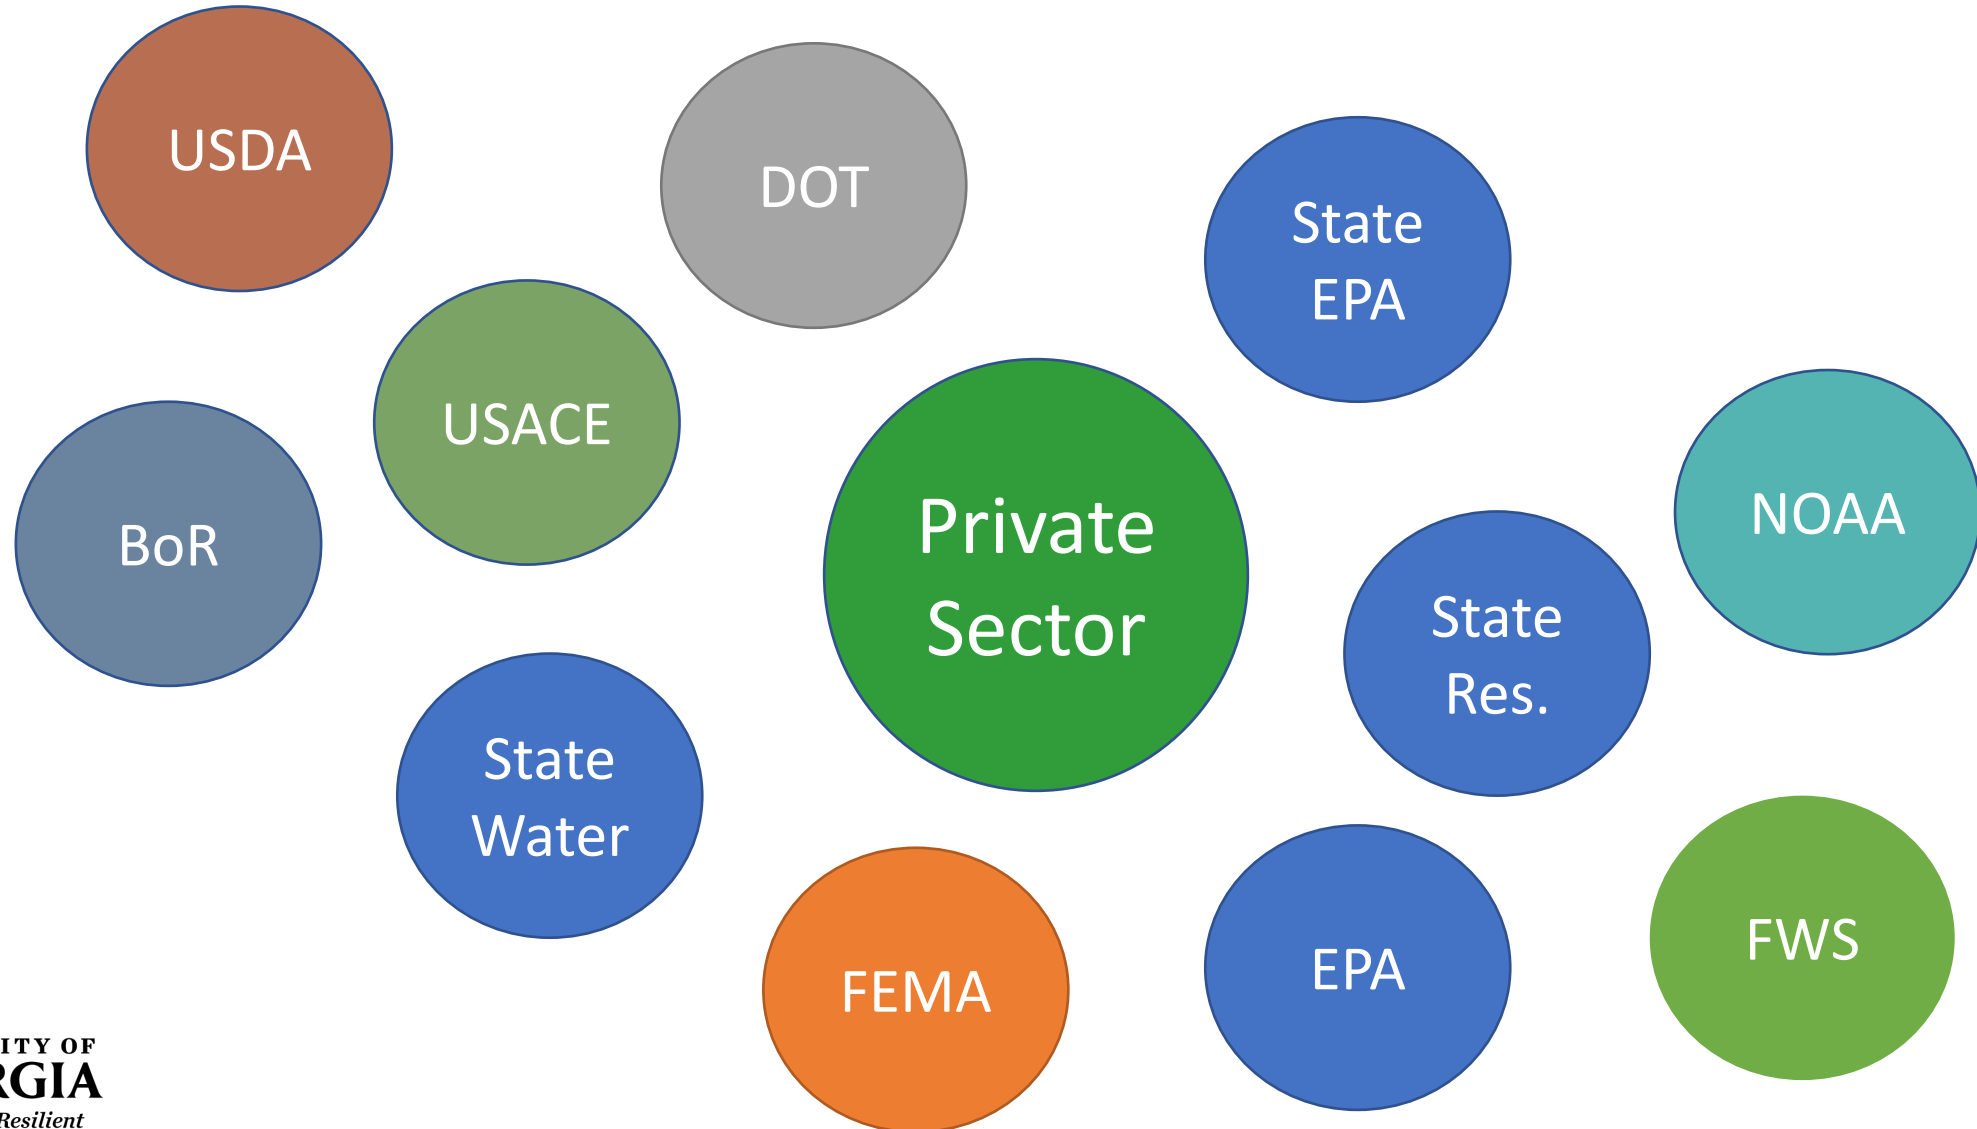 USDA
DOT
State
EPA
USACE
BoR
Private
Sector
NOAA
State
Res.
State
Water
FEMA
EPA
FWS
ITY OF
RGIA
Resilient